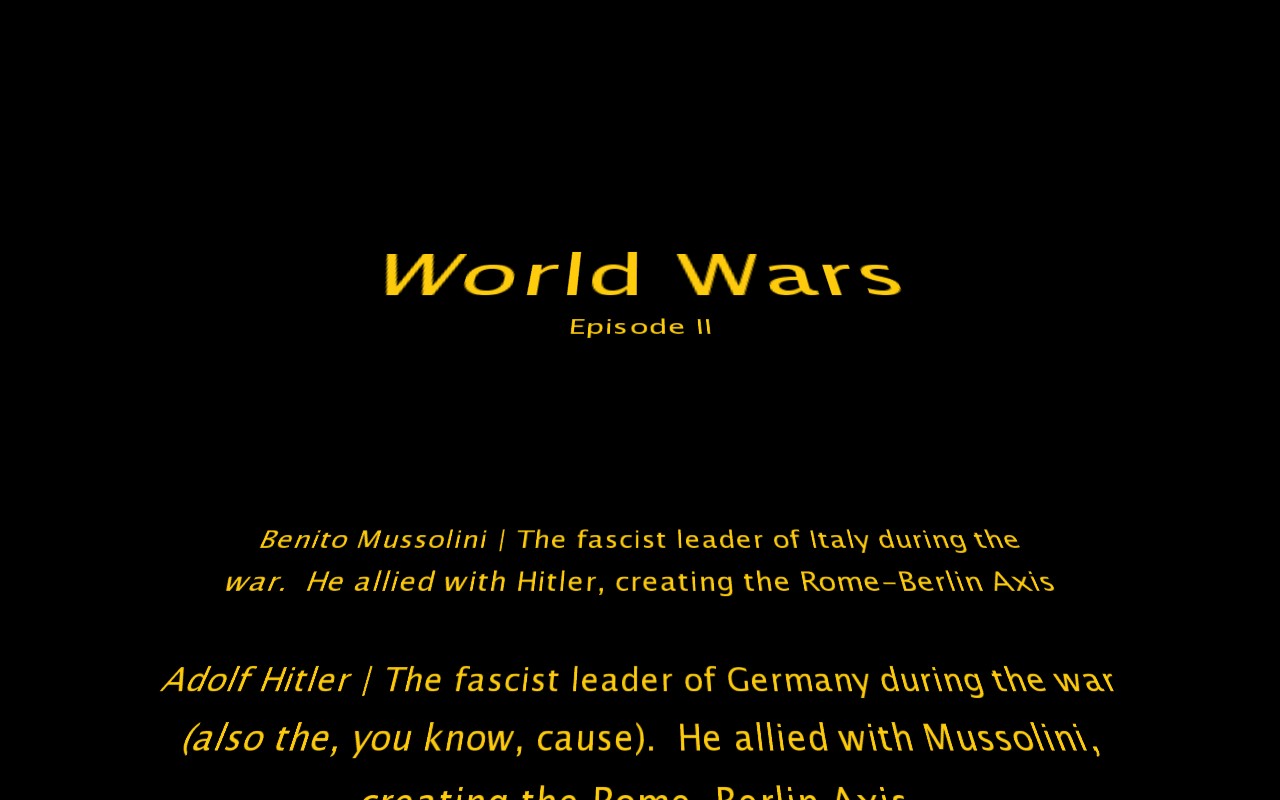 World Wars
Episode II
Benito Mussolini | The fascist leader of Italy during the
war.  He allied with Hitler, creating the Rome-Berlin Axis
Adolf Hitler | The fascist leader of Germany during the war
(also the, you know, cause).  He allied with Mussolini,
creating the Rome-Berlin Axis